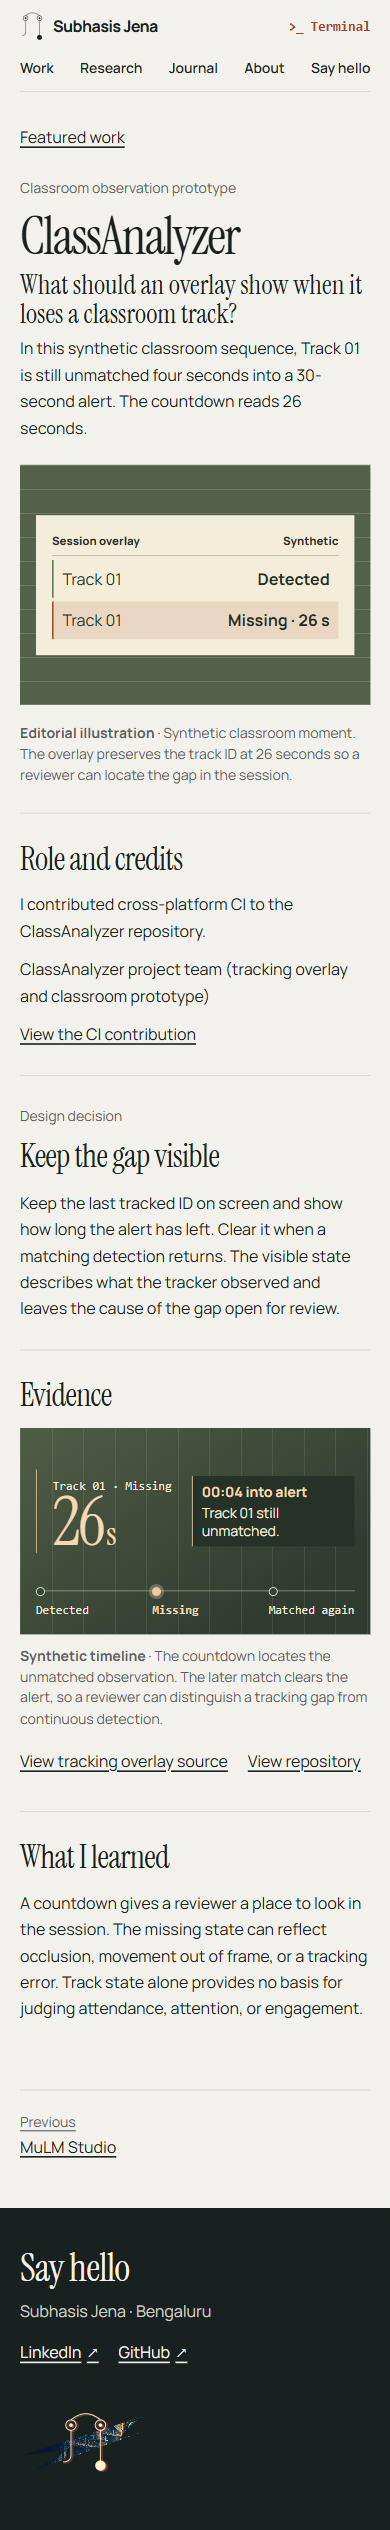 Subhasis Jena
>_ Terminal
Work Research Journal About Say hello
Featured work
Classroom observation prototype
ClassAnalyzer
What should an overlay show when it
loses a classroom track?
In this synthetic classroom sequence, Track 01
is still unmatched four seconds into a 30-
second alert. The countdown reads 26
seconds.
Session overlay Synthetic
Track 01 Detected
Track 01 Missing · 26 s
Editorial illustration · Synthetic classroom moment.
The overlay preserves the track ID at 26 seconds so a
reviewer can locate the gap in the session.
Role and credits
I contributed cross-platform CI to the
ClassAnalyzer repository.
ClassAnalyzer project team (tracking overlay
and classroom prototype)
View the CI contribution
Design decision
Keep the gap visible
Keep the last tracked ID on screen and show
how long the alert has left. Clear it when a
matching detection returns. The visible state
describes what the tracker observed and
leaves the cause of the gap open for review.
Evidence
Track 01 · Missing
26s
00:04 into alert
Track 01 still
unmatched.
Detected Missing Matched again
Synthetic timeline · The countdown locates the
unmatched observation. The later match clears the
alert, so a reviewer can distinguish a tracking gap from
continuous detection.
View tracking overlay source View repository
What I learned
A countdown gives a reviewer a place to look in
the session. The missing state can reflect
occlusion, movement out of frame, or a tracking
error. Track state alone provides no basis for
judging attendance, attention, or engagement.
Previous
MuLM Studio
Say hello
Subhasis Jena · Bengaluru
LinkedIn ↗ GitHub ↗